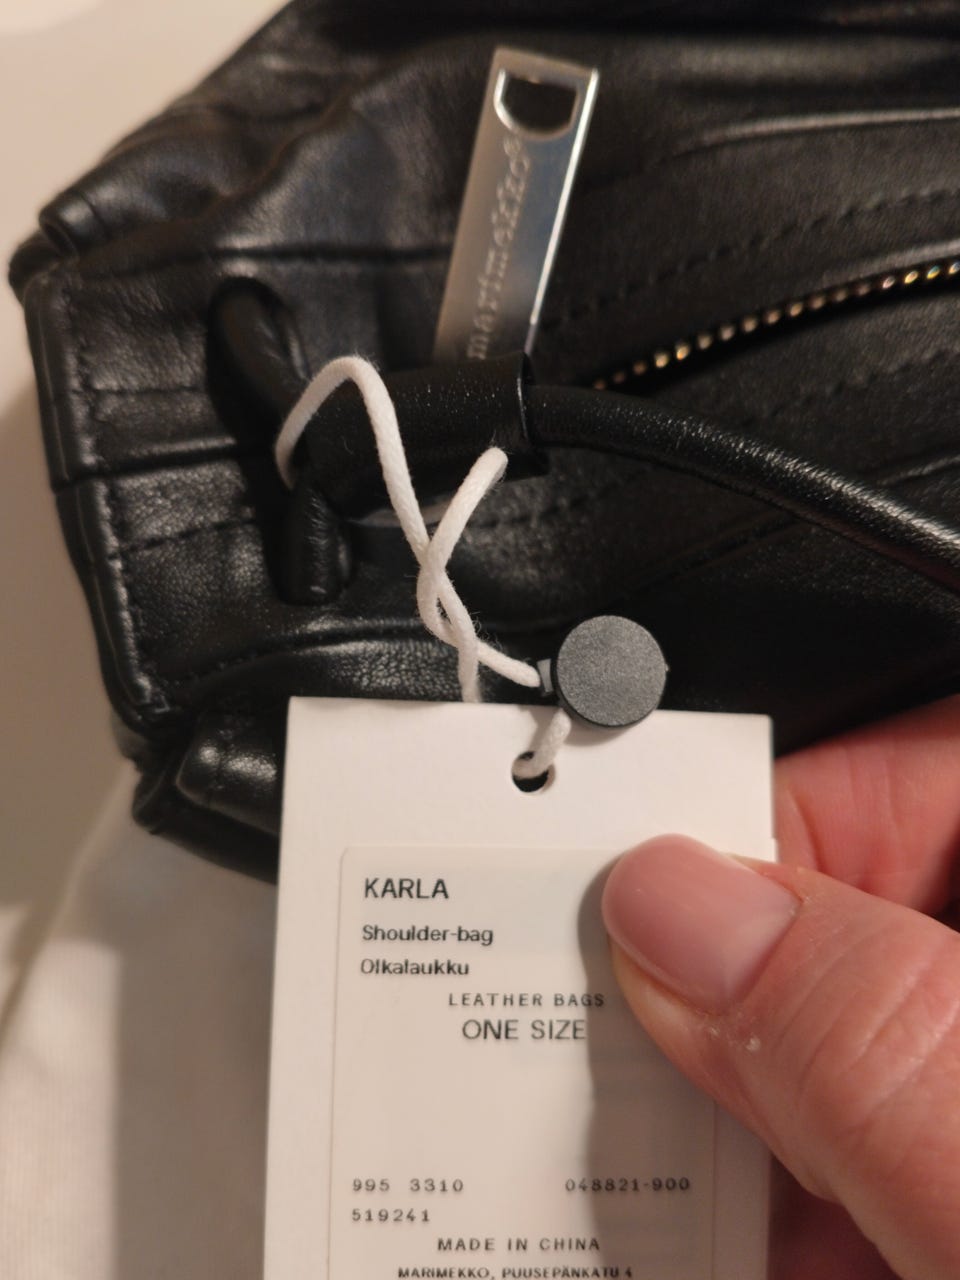 marimekko
KARLA
Shoulder-bag
Olkalaukku
LEATHER BAGS
ONE SIZE
995 3310 048821-900
519241
MADE IN CHINA
MARIMEKKO, PUUSEPÄNKATU 4